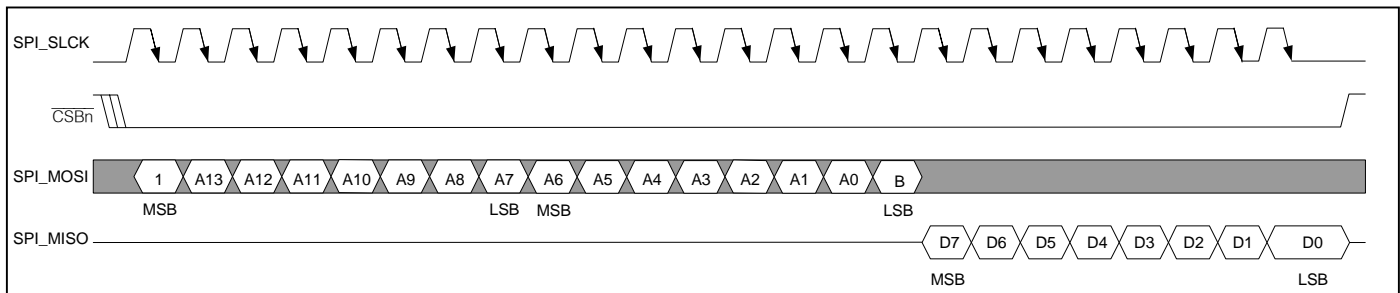 SPI_SLCK
CSBn
SPI_MOSI 1 A13 A12 A11 A10 A9 A8 A7 A6 A5 A4 A3 A2 A1 A0 B
MSB LSB MSB LSB
SPI_MISO D7 D6 D5 D4 D3 D2 D1 D0
MSB LSB